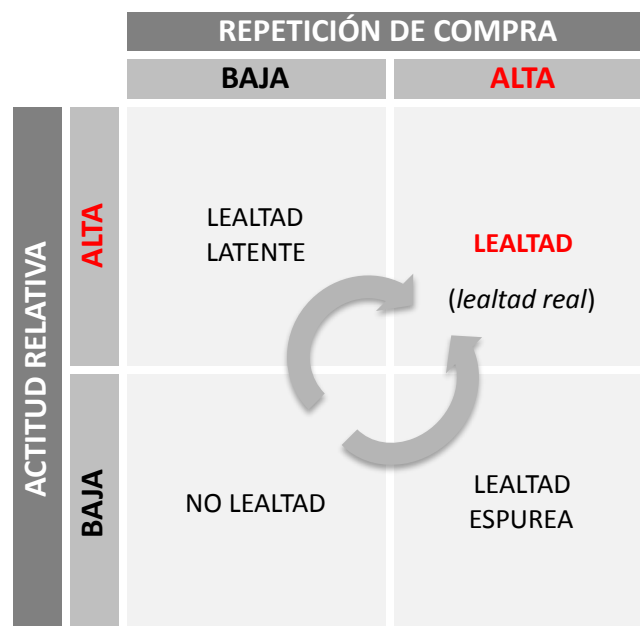 REPETICIÓN DE COMPRA
BAJA
ALTA
ACTITUD RELATIVA
ALTA
LEALTAD
LATENTE
LEALTAD
(lealtad real)
BAJA
NO LEALTAD
LEALTAD
ESPUREA